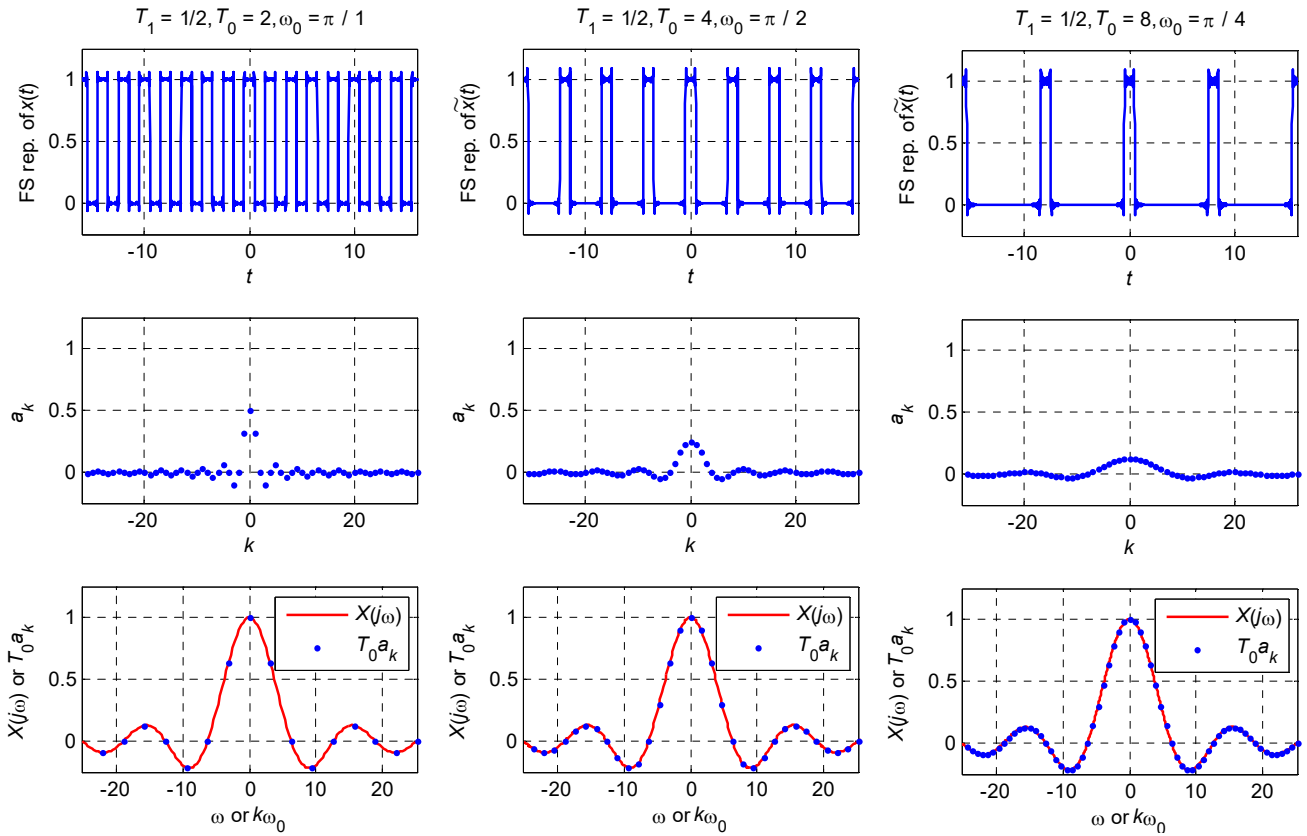 T₁ = 1/2, T₀ = 2, ω₀ = π / 1
FS rep. of x(t)
1
0.5
0
-10 0 10
t
T₁ = 1/2, T₀ = 4, ω₀ = π / 2
FS rep. of x̃(t)
1
0.5
0
-10 0 10
t
T₁ = 1/2, T₀ = 8, ω₀ = π / 4
FS rep. of x̃(t)
1
0.5
0
-10 0 10
t
aₖ
1
0.5
0
-20 0 20
k
aₖ
1
0.5
0
-20 0 20
k
aₖ
1
0.5
0
-20 0 20
k
X(jω) or T₀aₖ
1
0.5
0
X(jω)
T₀aₖ
-20 -10 0 10 20
ω or kω₀
X(jω) or T₀aₖ
1
0.5
0
X(jω)
T₀aₖ
-20 -10 0 10 20
ω or kω₀
X(jω) or T₀aₖ
1
0.5
0
X(jω)
T₀aₖ
-20 -10 0 10 20
ω or kω₀